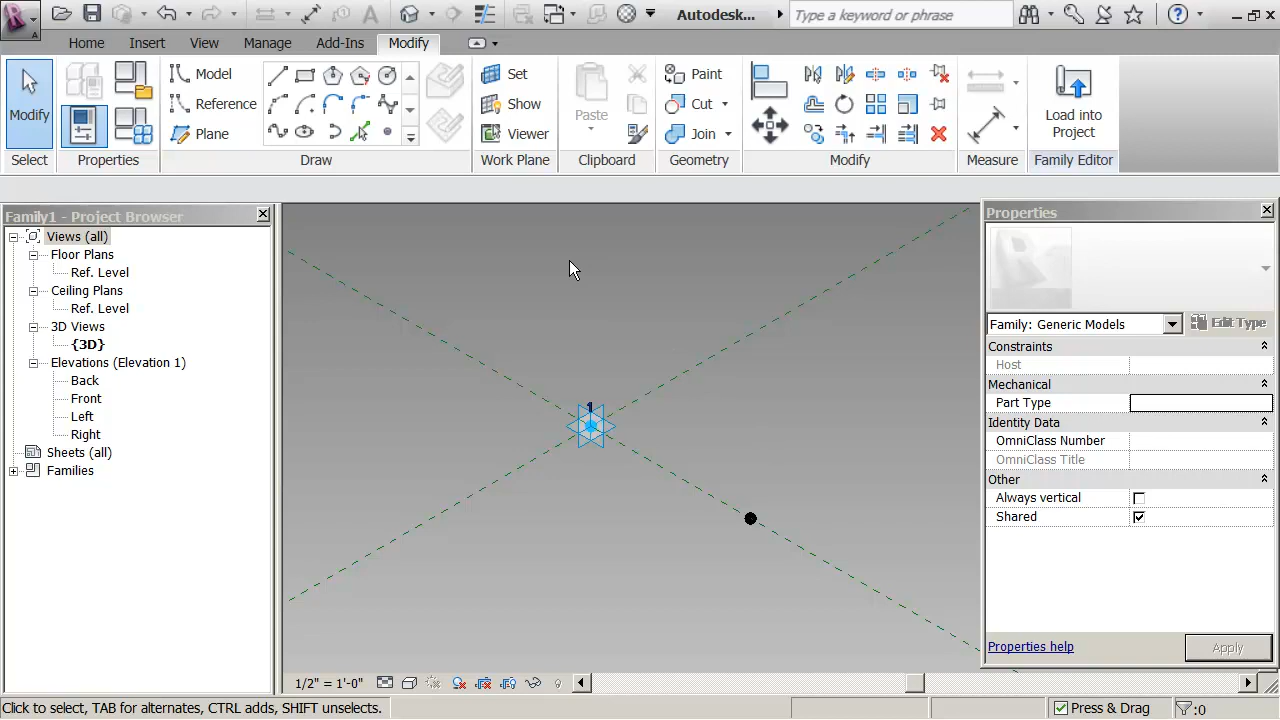 Autodesk...
Type a keyword or phrase
Home
Insert
View
Manage
Add-Ins
Modify
Modify
Select
Properties
Model
Reference
Plane
Draw
Set
Show
Viewer
Work Plane
Paste
Clipboard
Paint
Cut
Join
Geometry
Modify
Measure
Load into
Project
Family Editor
Family1 - Project Browser
Views (all)
Floor Plans
Ref. Level
Ceiling Plans
Ref. Level
3D Views
{3D}
Elevations (Elevation 1)
Back
Front
Left
Right
Sheets (all)
Families
1
Properties
Family: Generic Models
Edit Type
Constraints
Host
Mechanical
Part Type
Identity Data
OmniClass Number
OmniClass Title
Other
Always vertical
Shared
Properties help
Apply
1/2" = 1'-0"
Click to select, TAB for alternates, CTRL adds, SHIFT unselects.
Press & Drag
:0